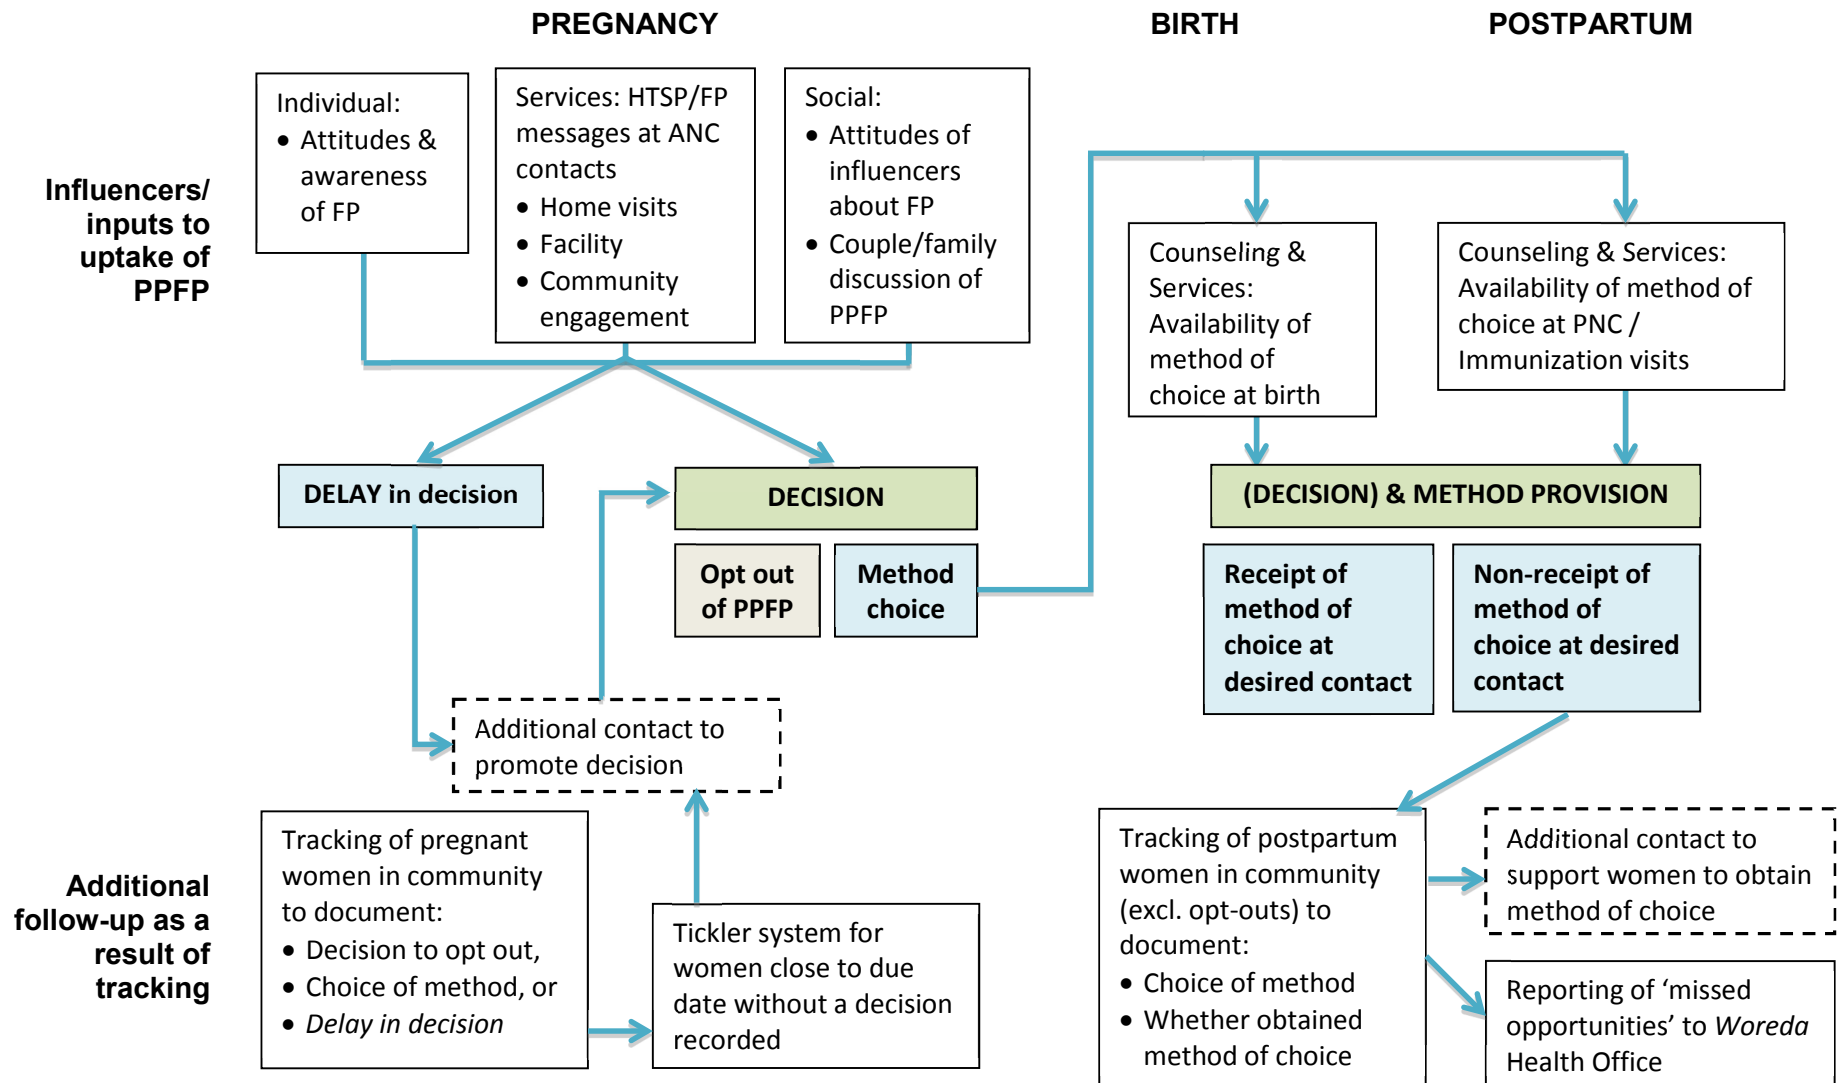 PREGNANCY
BIRTH
POSTPARTUM
Influencers/
inputs to
uptake of
PPFP
Individual:
• Attitudes &
awareness
of FP
Services: HTSP/FP
messages at ANC
contacts
• Home visits
• Facility
• Community
engagement
Social:
• Attitudes of
influencers
about FP
• Couple/family
discussion of
PPFP
Counseling &
Services:
Availability of
method of
choice at birth
Counseling & Services:
Availability of method of
choice at PNC /
Immunization visits
DELAY in decision
DECISION
Opt out
of PPFP
Method
choice
(DECISION) & METHOD PROVISION
Receipt of
method of
choice at
desired contact
Non-receipt of
method of
choice at desired
contact
Additional contact to
promote decision
Additional
follow-up as a
result of
tracking
Tracking of pregnant
women in community
to document:
• Decision to opt out,
• Choice of method, or
• Delay in decision
Tickler system for
women close to due
date without a decision
recorded
Tracking of postpartum
women in community
(excl. opt-outs) to
document:
• Choice of method
• Whether obtained
method of choice
Additional contact to
support women to obtain
method of choice
Reporting of ‘missed
opportunities’ to Woreda
Health Office